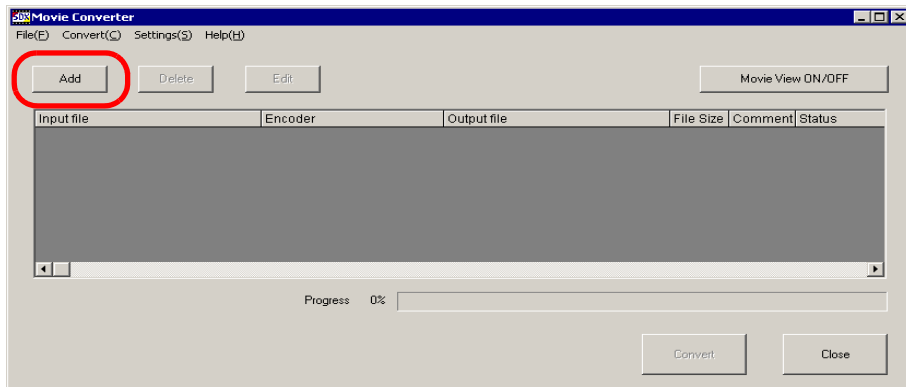 Movie Converter
File(F) Convert(C) Settings(S) Help(H)
Add Delete Edit Movie View ON/OFF
Input file Encoder Output file File Size Comment Status
Progress 0%
Convert Close